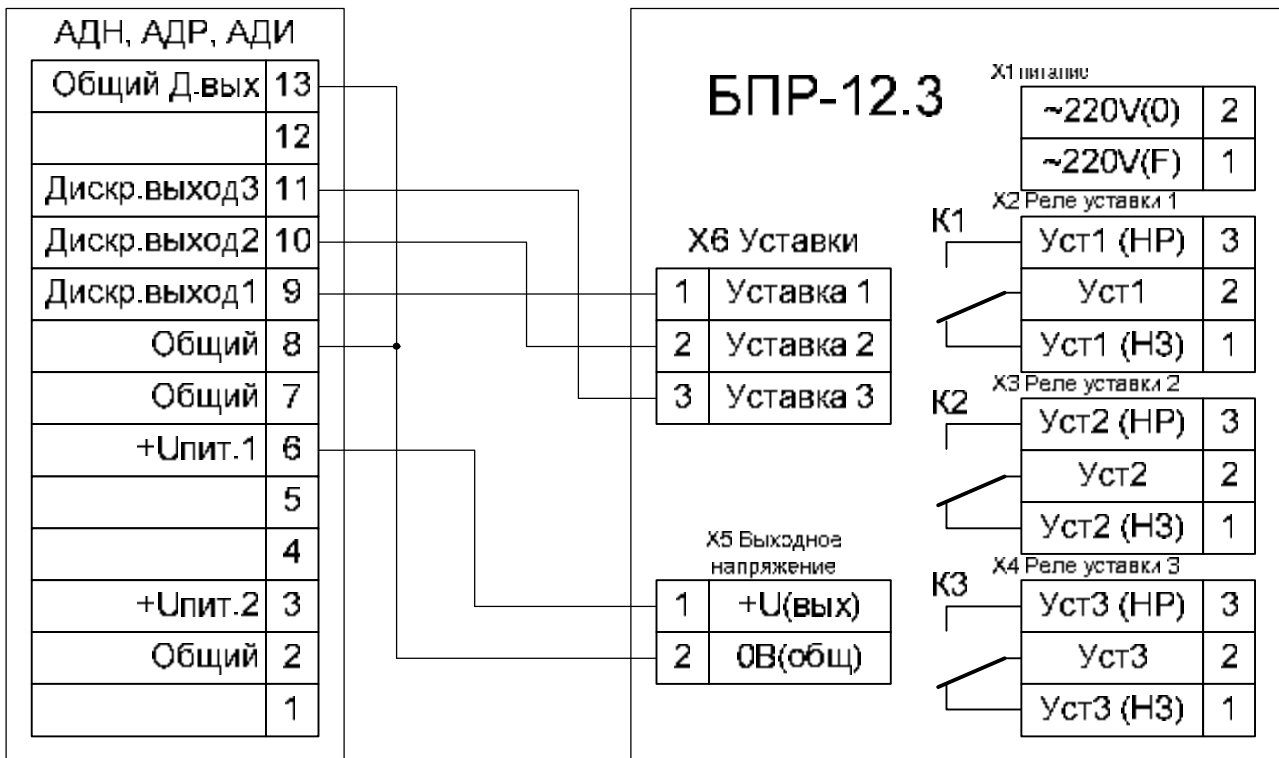 АДН, АДР, АДИ
Общий Д.вых 13
12
Дискр.выход3 11
Дискр.выход2 10
Дискр.выход1 9
Общий 8
Общий 7
+Uпит.1 6
5
4
+Uпит.2 3
Общий 2
1
БПР-12.3
X6 Уставки
1 Уставка 1
2 Уставка 2
3 Уставка 3
X5 Выходное
напряжение
1 +U(вых)
2 0В(общ)
X1 питание
~220V(0) 2
~220V(F) 1
X2 Реле уставки 1
К1
Уст1 (НР) 3
Уст1 2
Уст1 (НЗ) 1
X3 Реле уставки 2
К2
Уст2 (НР) 3
Уст2 2
Уст2 (НЗ) 1
X4 Реле уставки 3
К3
Уст3 (НР) 3
Уст3 2
Уст3 (НЗ) 1